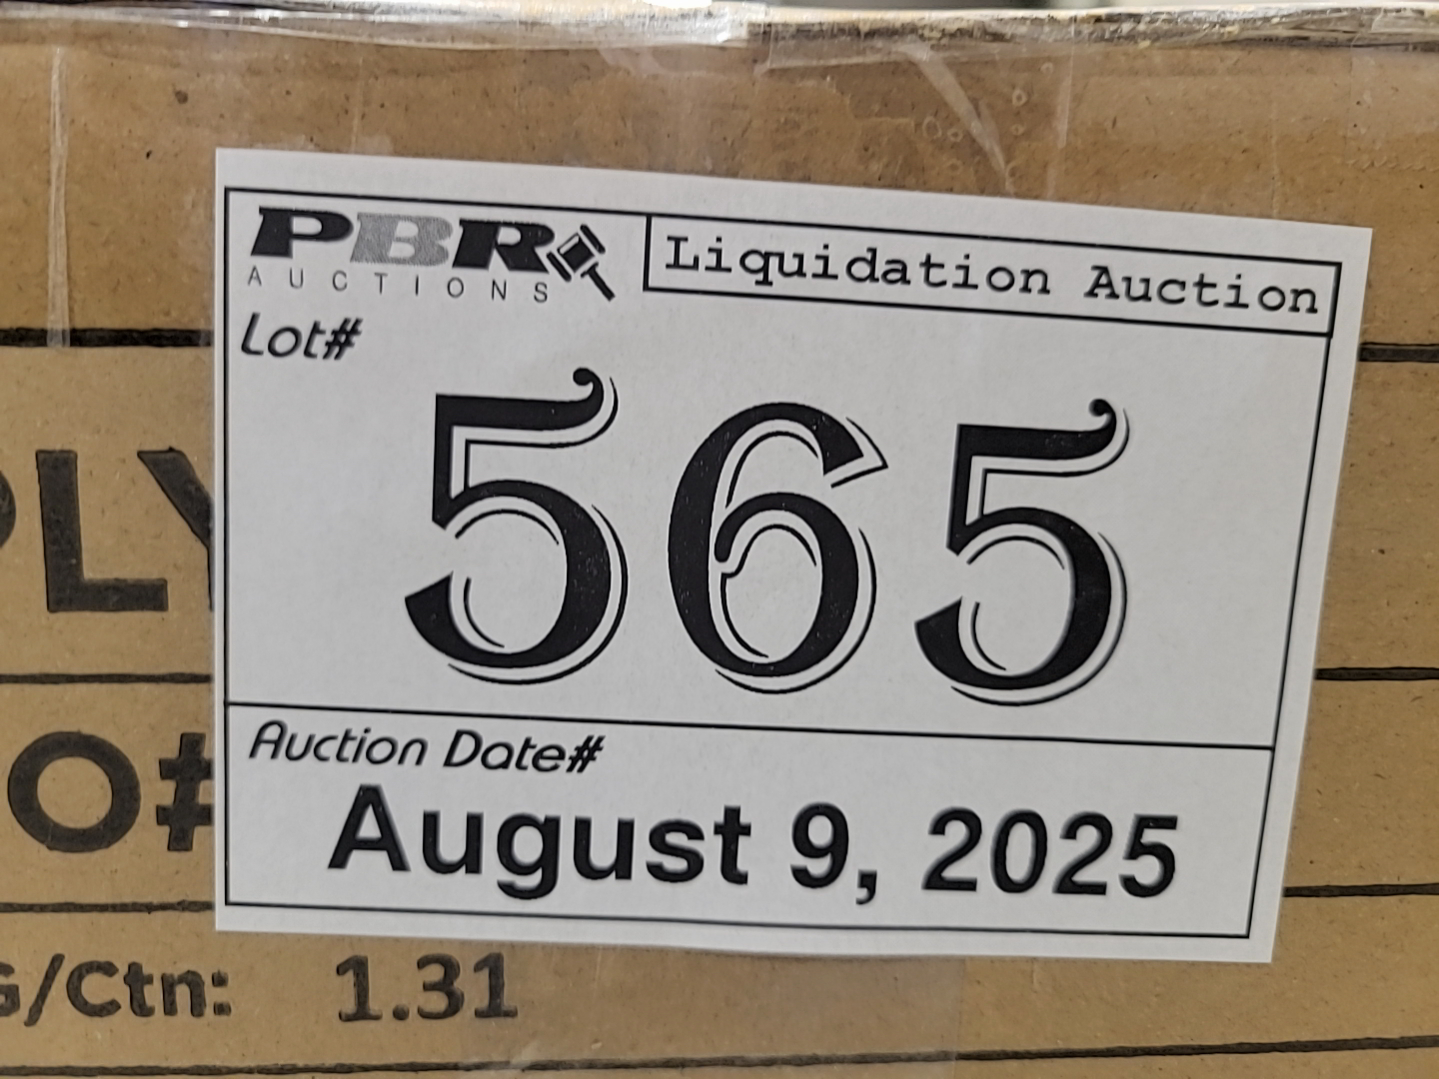 PBR
AUCTIONS
Liquidation Auction
Lot#
565
PLY
O#
Auction Date#
August 9, 2025
G/Ctn: 1.31